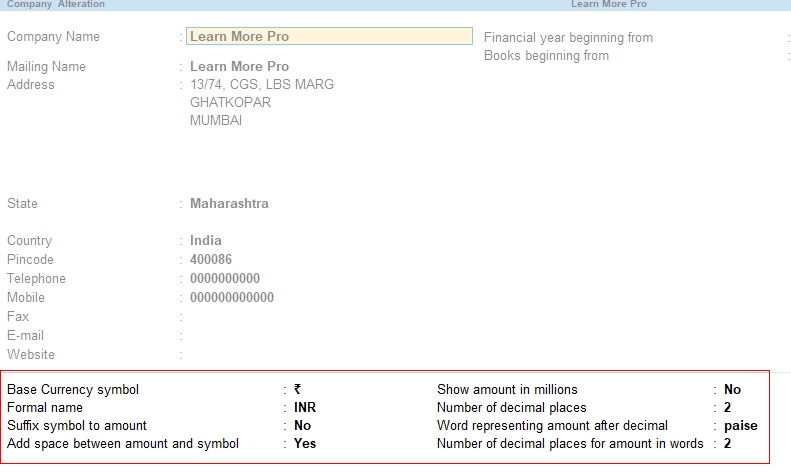 Company Alteration Learn More Pro
Company Name : Learn More Pro Financial year beginning from :
Books beginning from :
Mailing Name : Learn More Pro
Address : 13/74, CGS, LBS MARG
GHATKOPAR
MUMBAI
State : Maharashtra
Country : India
Pincode : 400086
Telephone : 0000000000
Mobile : 000000000000
Fax :
E-mail :
Website :
Base Currency symbol : ₹ Show amount in millions : No
Formal name : INR Number of decimal places : 2
Suffix symbol to amount : No Word representing amount after decimal : paise
Add space between amount and symbol : Yes Number of decimal places for amount in words : 2